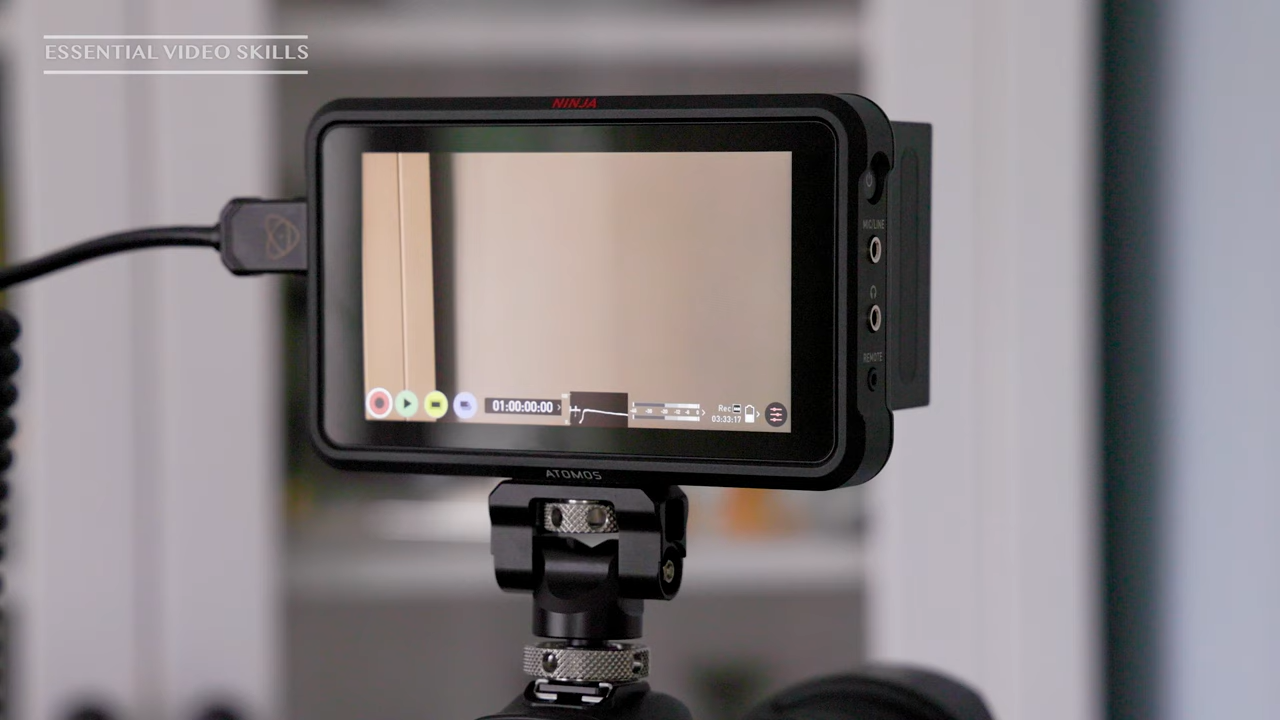 ESSENTIAL VIDEO SKILLS
NINJA
MIC/LINE
REMOTE
01:00:00:00
Rec
03:33:17
ATOMOS